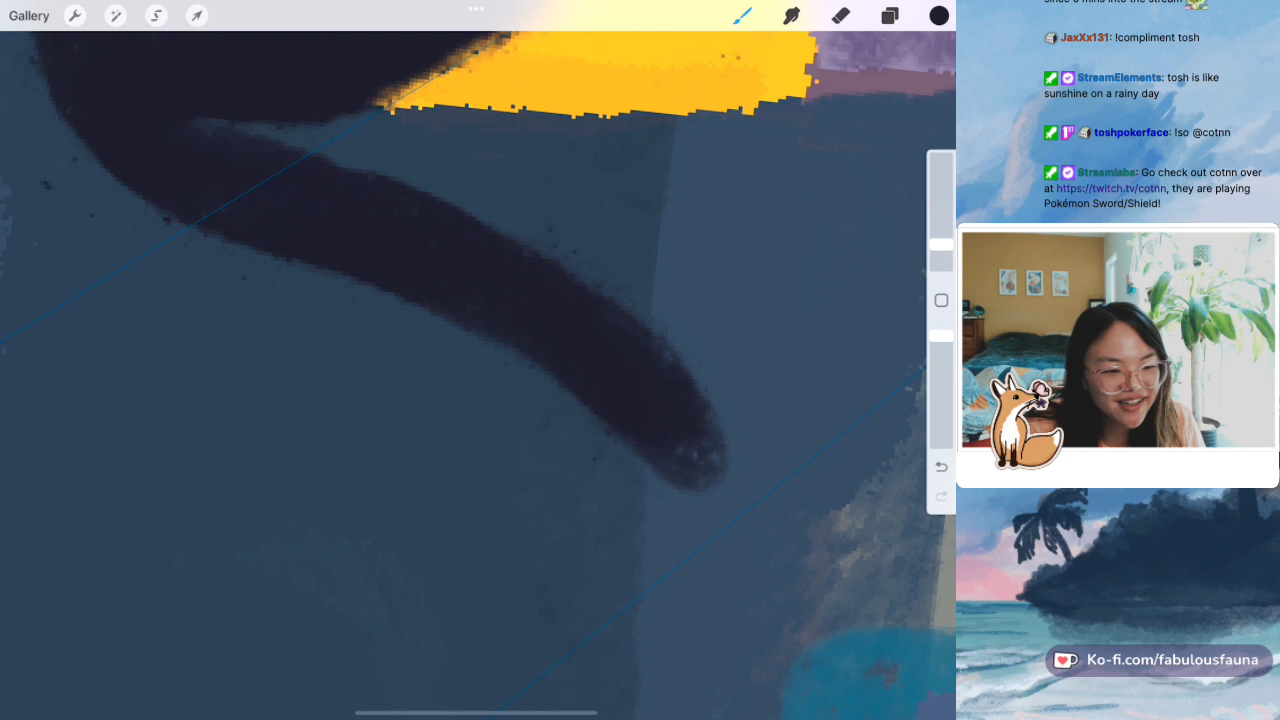 Gallery
JaxXx131: !compliment tosh
StreamElements: tosh is like
sunshine on a rainy day
toshpokerface: !so @cotnn
Streamlabs: Go check out cotnn over
at https://twitch.tv/cotnn, they are playing
Pokémon Sword/Shield!
Ko-fi.com/fabulousfauna